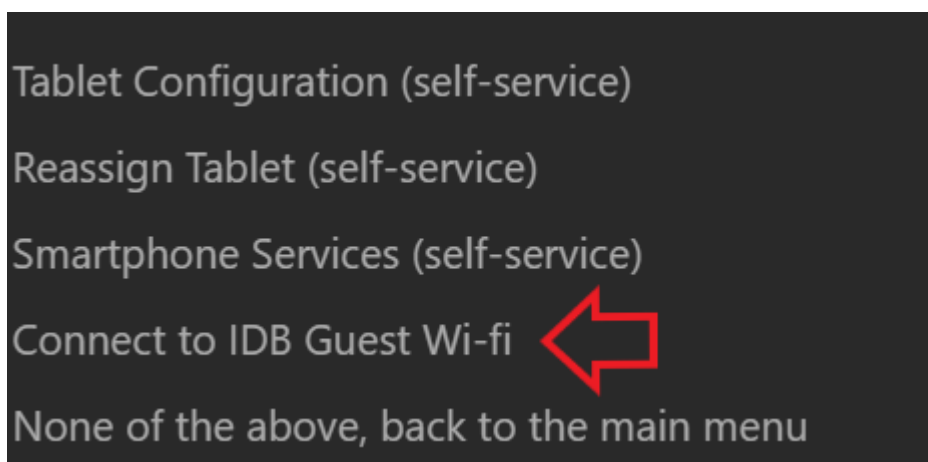 Tablet Configuration (self-service)
Reassign Tablet (self-service)
Smartphone Services (self-service)
Connect to IDB Guest Wi-fi
None of the above, back to the main menu